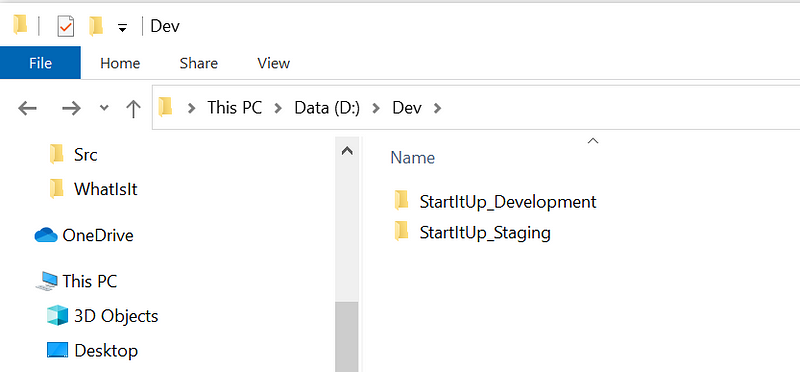 Dev
File Home Share View
This PC Data (D:) Dev
Src
WhatIsIt
OneDrive
This PC
3D Objects
Desktop
Name
StartItUp_Development
StartItUp_Staging